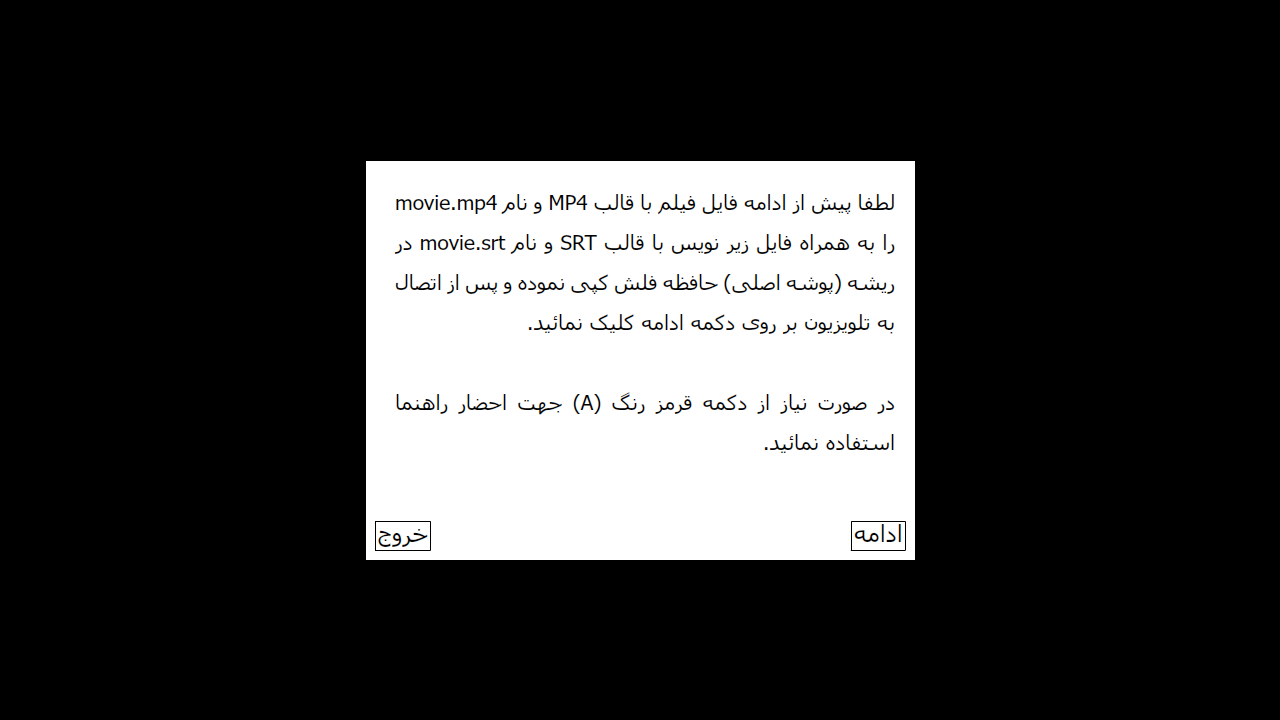 لطفا پیش از ادامه فایل فیلم با قالب MP4 و نام movie.mp4
را به همراه فایل زیر نویس با قالب SRT و نام movie.srt در
ریشه (پوشه اصلی) حافظه فلش کپی نموده و پس از اتصال
به تلویزیون بر روی دکمه ادامه کلیک نمائید.
در صورت نیاز از دکمه قرمز رنگ (A) جهت احضار راهنما
استفاده نمائید.
ادامه
خروج